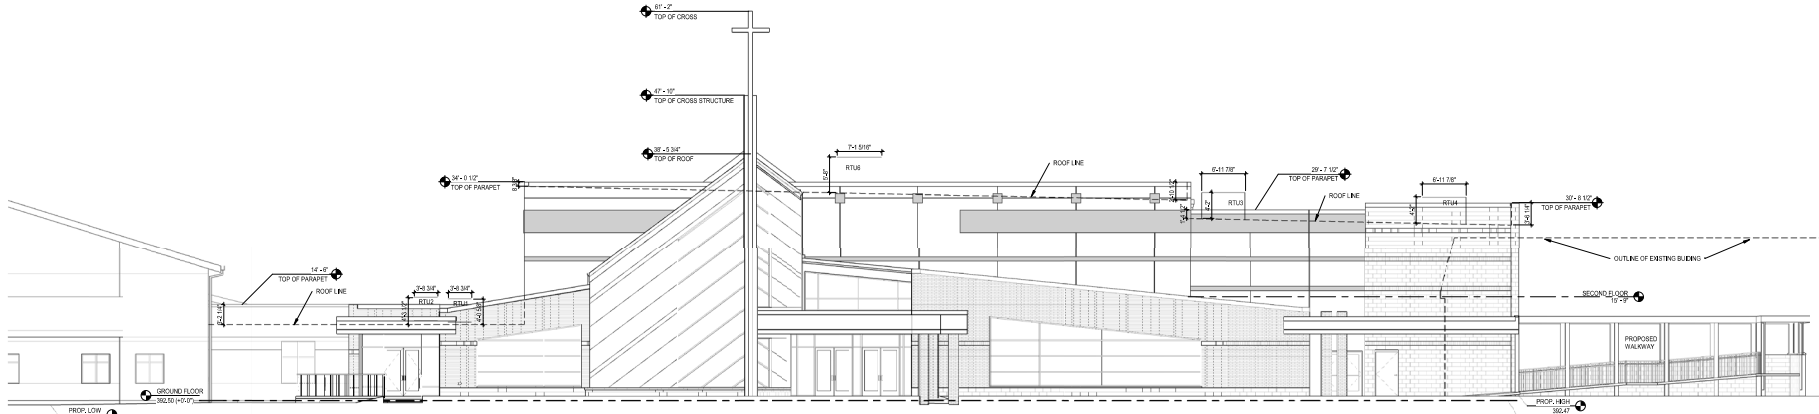 61' - 2"
TOP OF CROSS
47' - 10"
TOP OF CROSS STRUCTURE
38' - 5 3/4"
TOP OF ROOF
7'-1 5/16"
RTU6
ROOF LINE
34' - 0 1/2"
TOP OF PARAPET
6'-11 7/8"
RTU3
4'-2"
29' - 7 1/2"
TOP OF PARAPET
ROOF LINE
6'-11 7/8"
RTU4
4'-2"
30' - 8 1/2"
TOP OF PARAPET
OUTLINE OF EXISTING BUIDING
14' - 6"
TOP OF PARAPET
ROOF LINE
3'-8 3/4"
3'-8 3/4"
RTU2
RTU1
SECOND FLOOR
15' - 9"
PROPOSED
WALKWAY
GROUND FLOOR
392.50 (+0'-0")
PROP. LOW
PROP. HIGH
392.47'